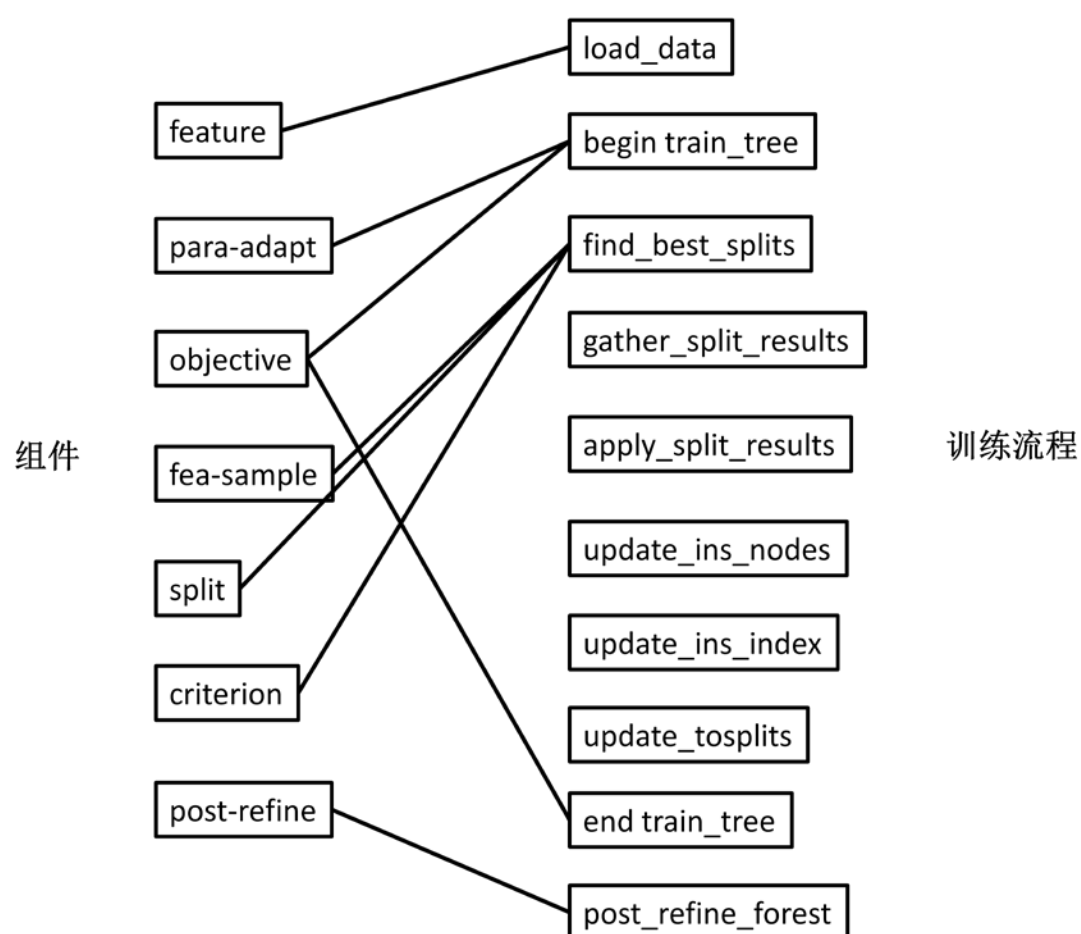 组件
feature
para-adapt
objective
fea-sample
split
criterion
post-refine
load_data
begin train_tree
find_best_splits
gather_split_results
apply_split_results
update_ins_nodes
update_ins_index
update_tosplits
end train_tree
post_refine_forest
训练流程